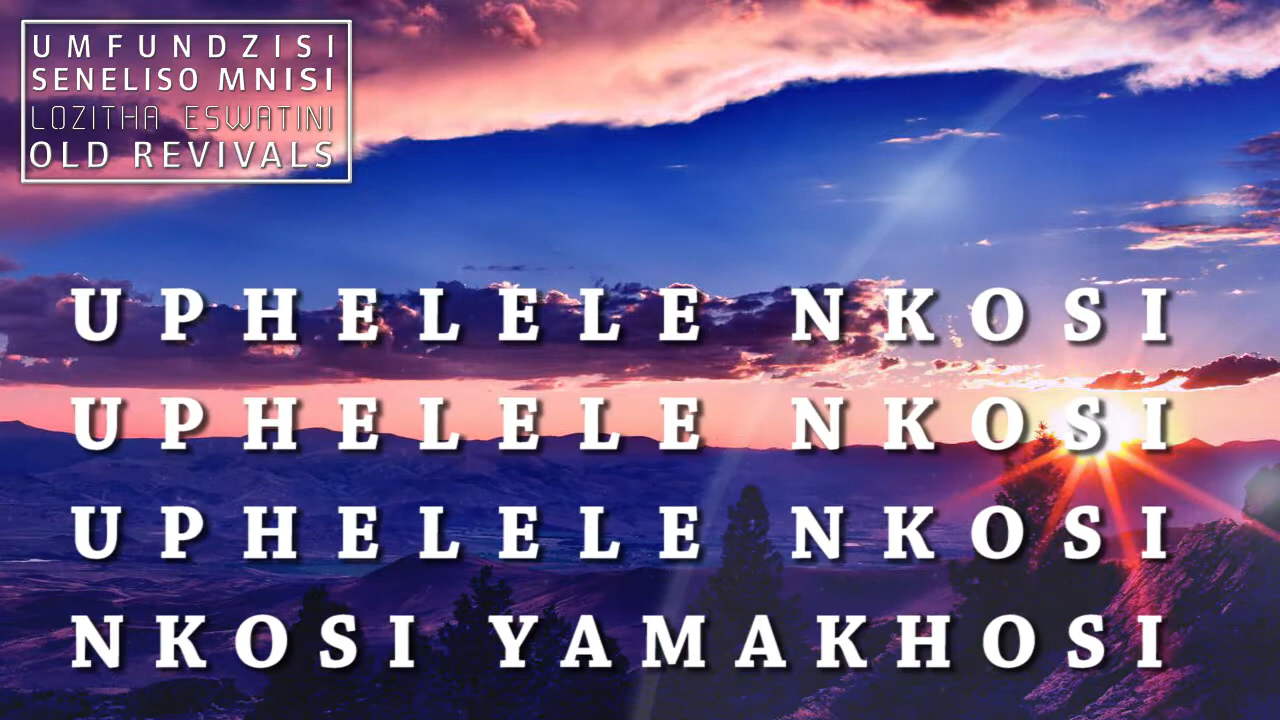 UMFUNDZISI
SENELISO MNISI
LOZITHA ESWATINI
OLD REVIVALS
UPHELELE NKOSI
UPHELELE NKOSI
UPHELELE NKOSI
NKOSI YAMAKHOSI